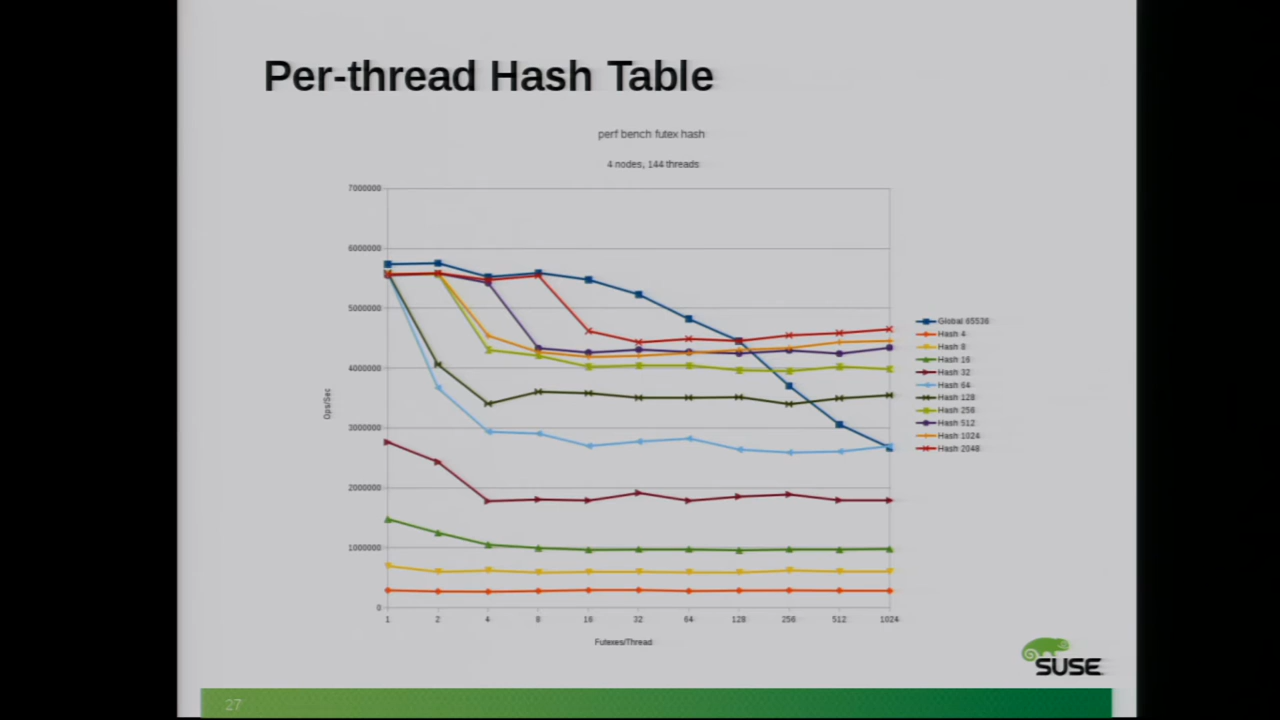 Per-thread Hash Table
perf bench futex hash
4 nodes, 144 threads
7000000
6000000
5000000
4000000
3000000
2000000
1000000
0
Ops/Sec
1 2 4 8 16 32 64 128 256 512 1024
Futexes/Thread
Global 65536
Hash 4
Hash 8
Hash 16
Hash 32
Hash 64
Hash 128
Hash 256
Hash 512
Hash 1024
Hash 2048
SUSE
27